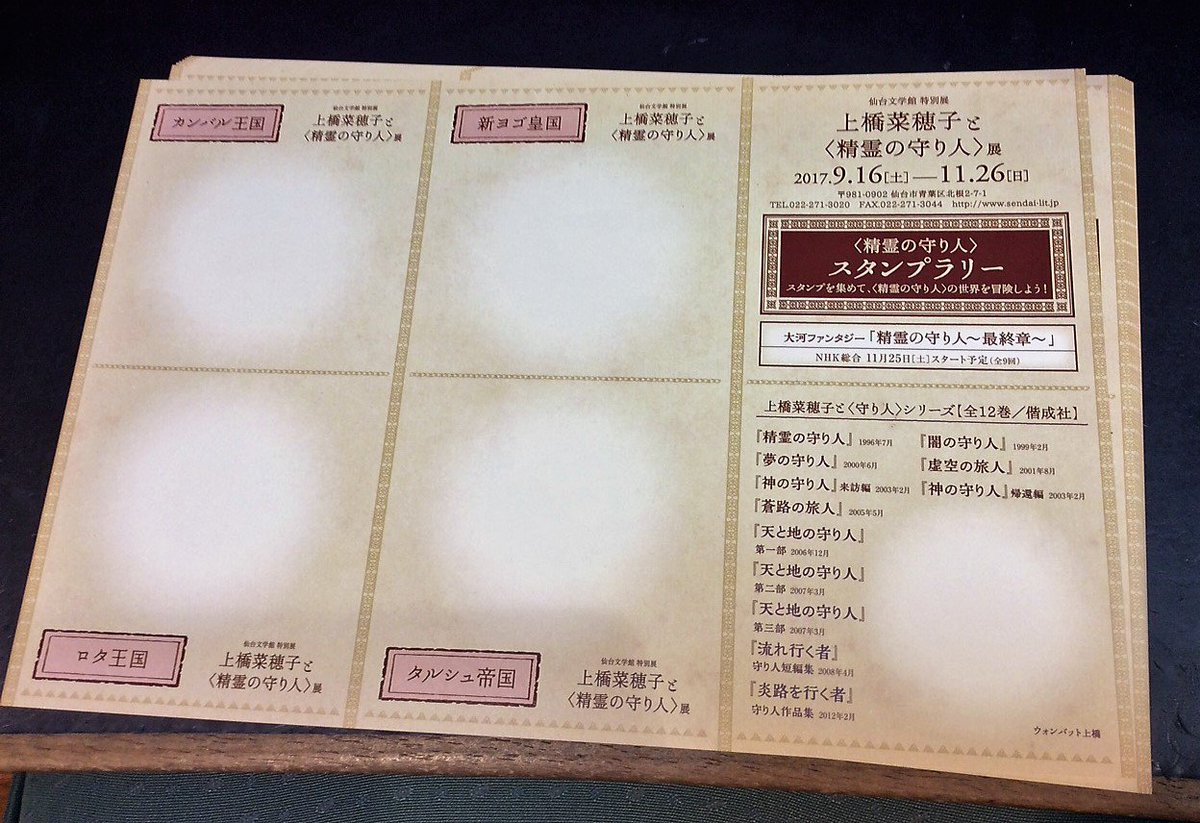 カンバル王国
仙台文学館 特別展
上橋菜穂子と
〈精霊の守り人〉展
新ヨゴ皇国
仙台文学館 特別展
上橋菜穂子と
〈精霊の守り人〉展
ロタ王国
仙台文学館 特別展
上橋菜穂子と
〈精霊の守り人〉展
タルシュ帝国
仙台文学館 特別展
上橋菜穂子と
〈精霊の守り人〉展
仙台文学館 特別展
上橋菜穂子と
〈精霊の守り人〉展
2017.9.16[土]―11.26[日]
〒981-0902 仙台市青葉区北根2-7-1
TEL.022-271-3020 FAX.022-271-3044 http://www.sendai-lit.jp
〈精霊の守り人〉
スタンプラリー
スタンプを集めて、〈精霊の守り人〉の世界を冒険しよう!
大河ファンタジー「精霊の守り人〜最終章〜」
NHK総合 11月25日[土]スタート予定(全9回)
上橋菜穂子と〈守り人〉シリーズ【全12巻/偕成社】
『精霊の守り人』 1996年7月 『闇の守り人』 1999年2月
『夢の守り人』 2000年6月 『虚空の旅人』 2001年8月
『神の守り人』来訪編 2003年2月 『神の守り人』帰還編 2003年2月
『蒼路の旅人』 2005年5月
『天と地の守り人』
第一部 2006年12月
『天と地の守り人』
第二部 2007年3月
『天と地の守り人』
第三部 2007年3月
『流れ行く者』
守り人短編集 2008年4月
『炎路を行く者』
守り人作品集 2012年2月
ウォンバット上橋